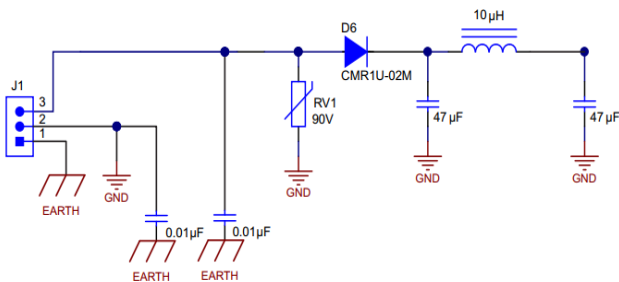 D6
10µH
CMR1U-02M
J1
3
2
1
RV1
90V
47 µF
47 µF
GND
GND
GND
GND
EARTH
0.01µF
0.01µF
EARTH
EARTH